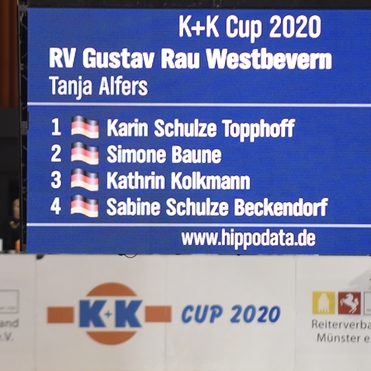 K+K Cup 2020
RV Gustav Rau Westbevern
Tanja Alfers
1 Karin Schulze Topphoff
2 Simone Baune
3 Kathrin Kolkmann
4 Sabine Schulze Beckendorf
www.hippodata.de
K+K CUP 2020
and
e.V.
Reiterverba
Münster e